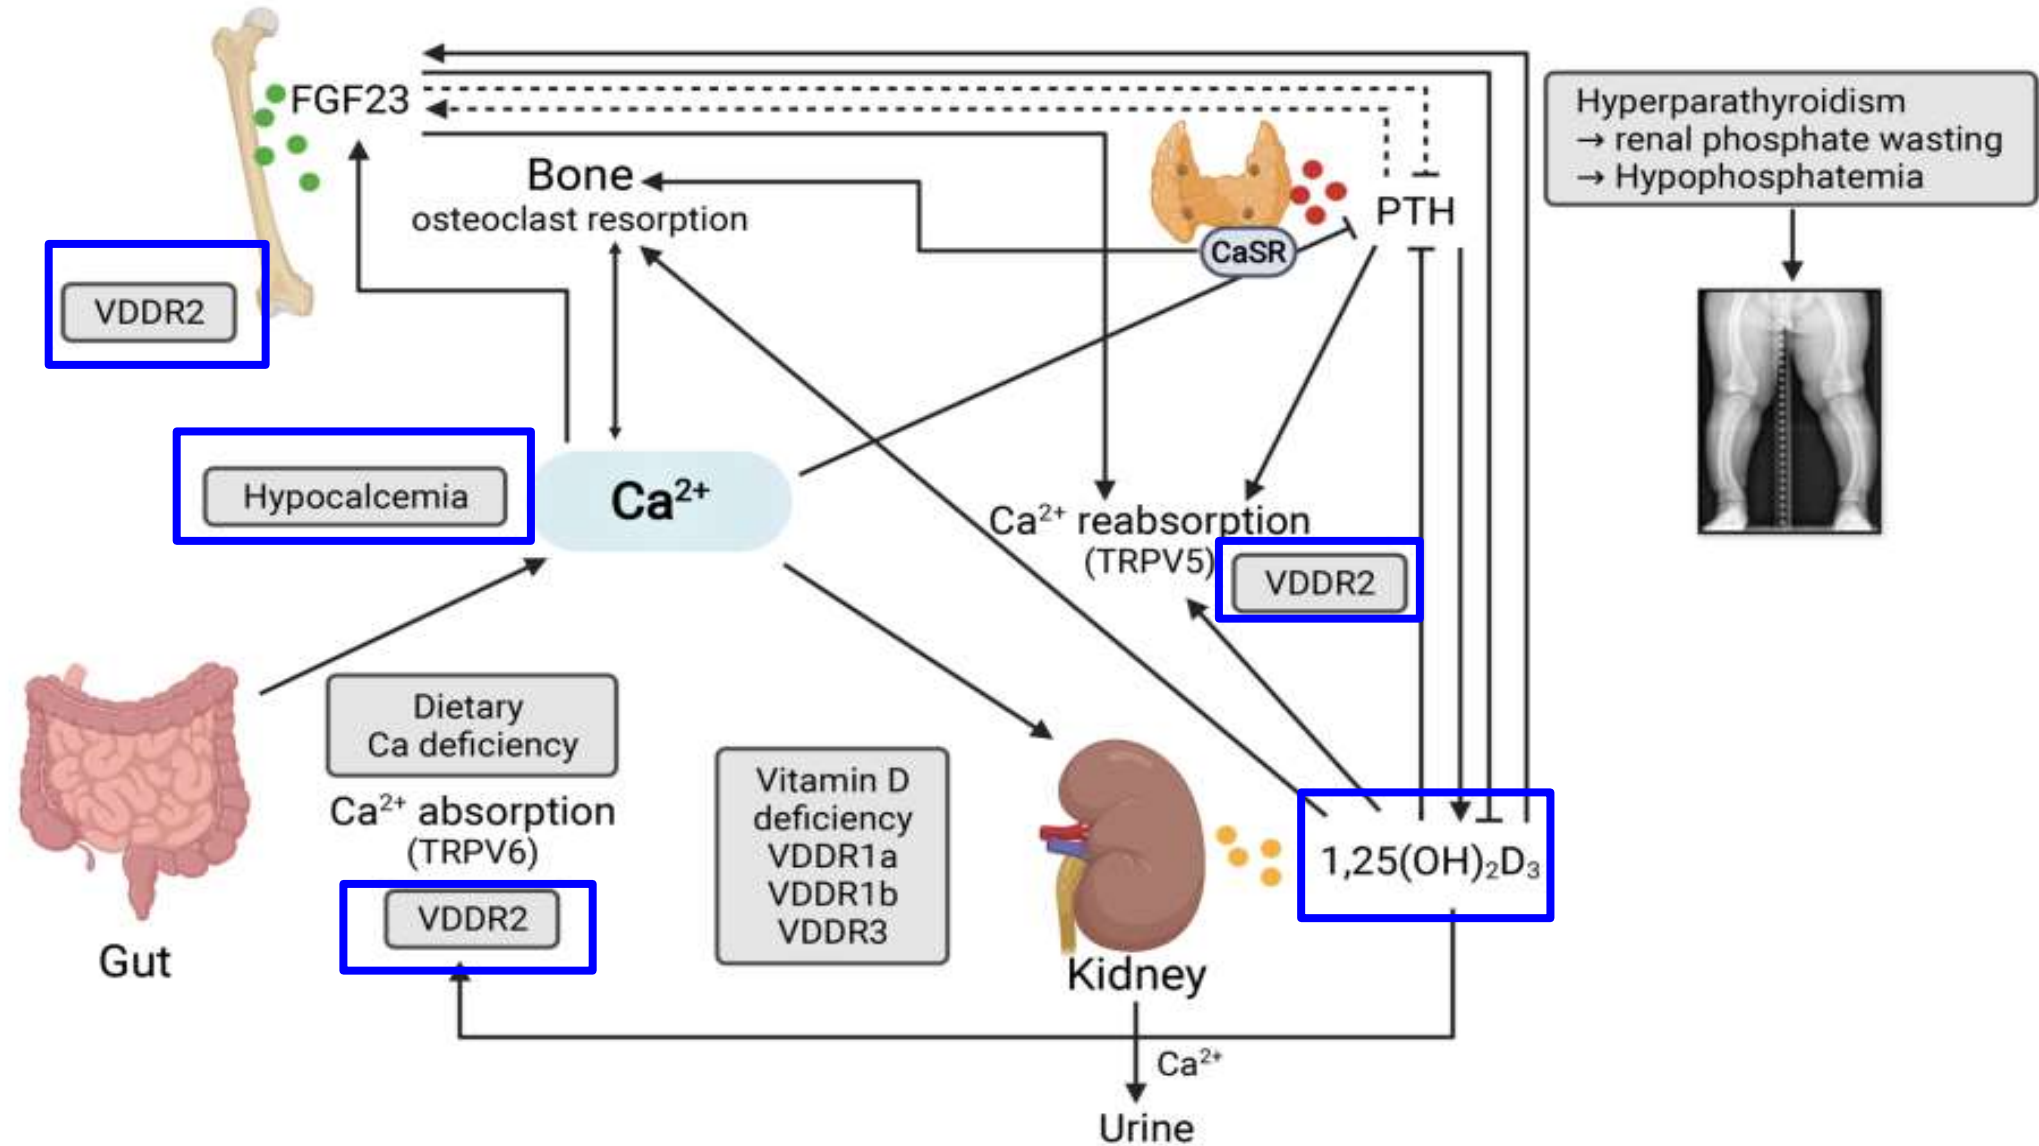 FGF23
Bone
osteoclast resorption
Hyperparathyroidism
→ renal phosphate wasting
→ Hypophosphatemia
PTH
CaSR
VDDR2
Hypocalcemia
Ca²⁺
Ca²⁺ reabsorption
(TRPV5)
VDDR2
Dietary
Ca deficiency
Ca²⁺ absorption
(TRPV6)
VDDR2
Gut
Vitamin D
deficiency
VDDR1a
VDDR1b
VDDR3
Kidney
1,25(OH)₂D₃
Ca²⁺
Urine